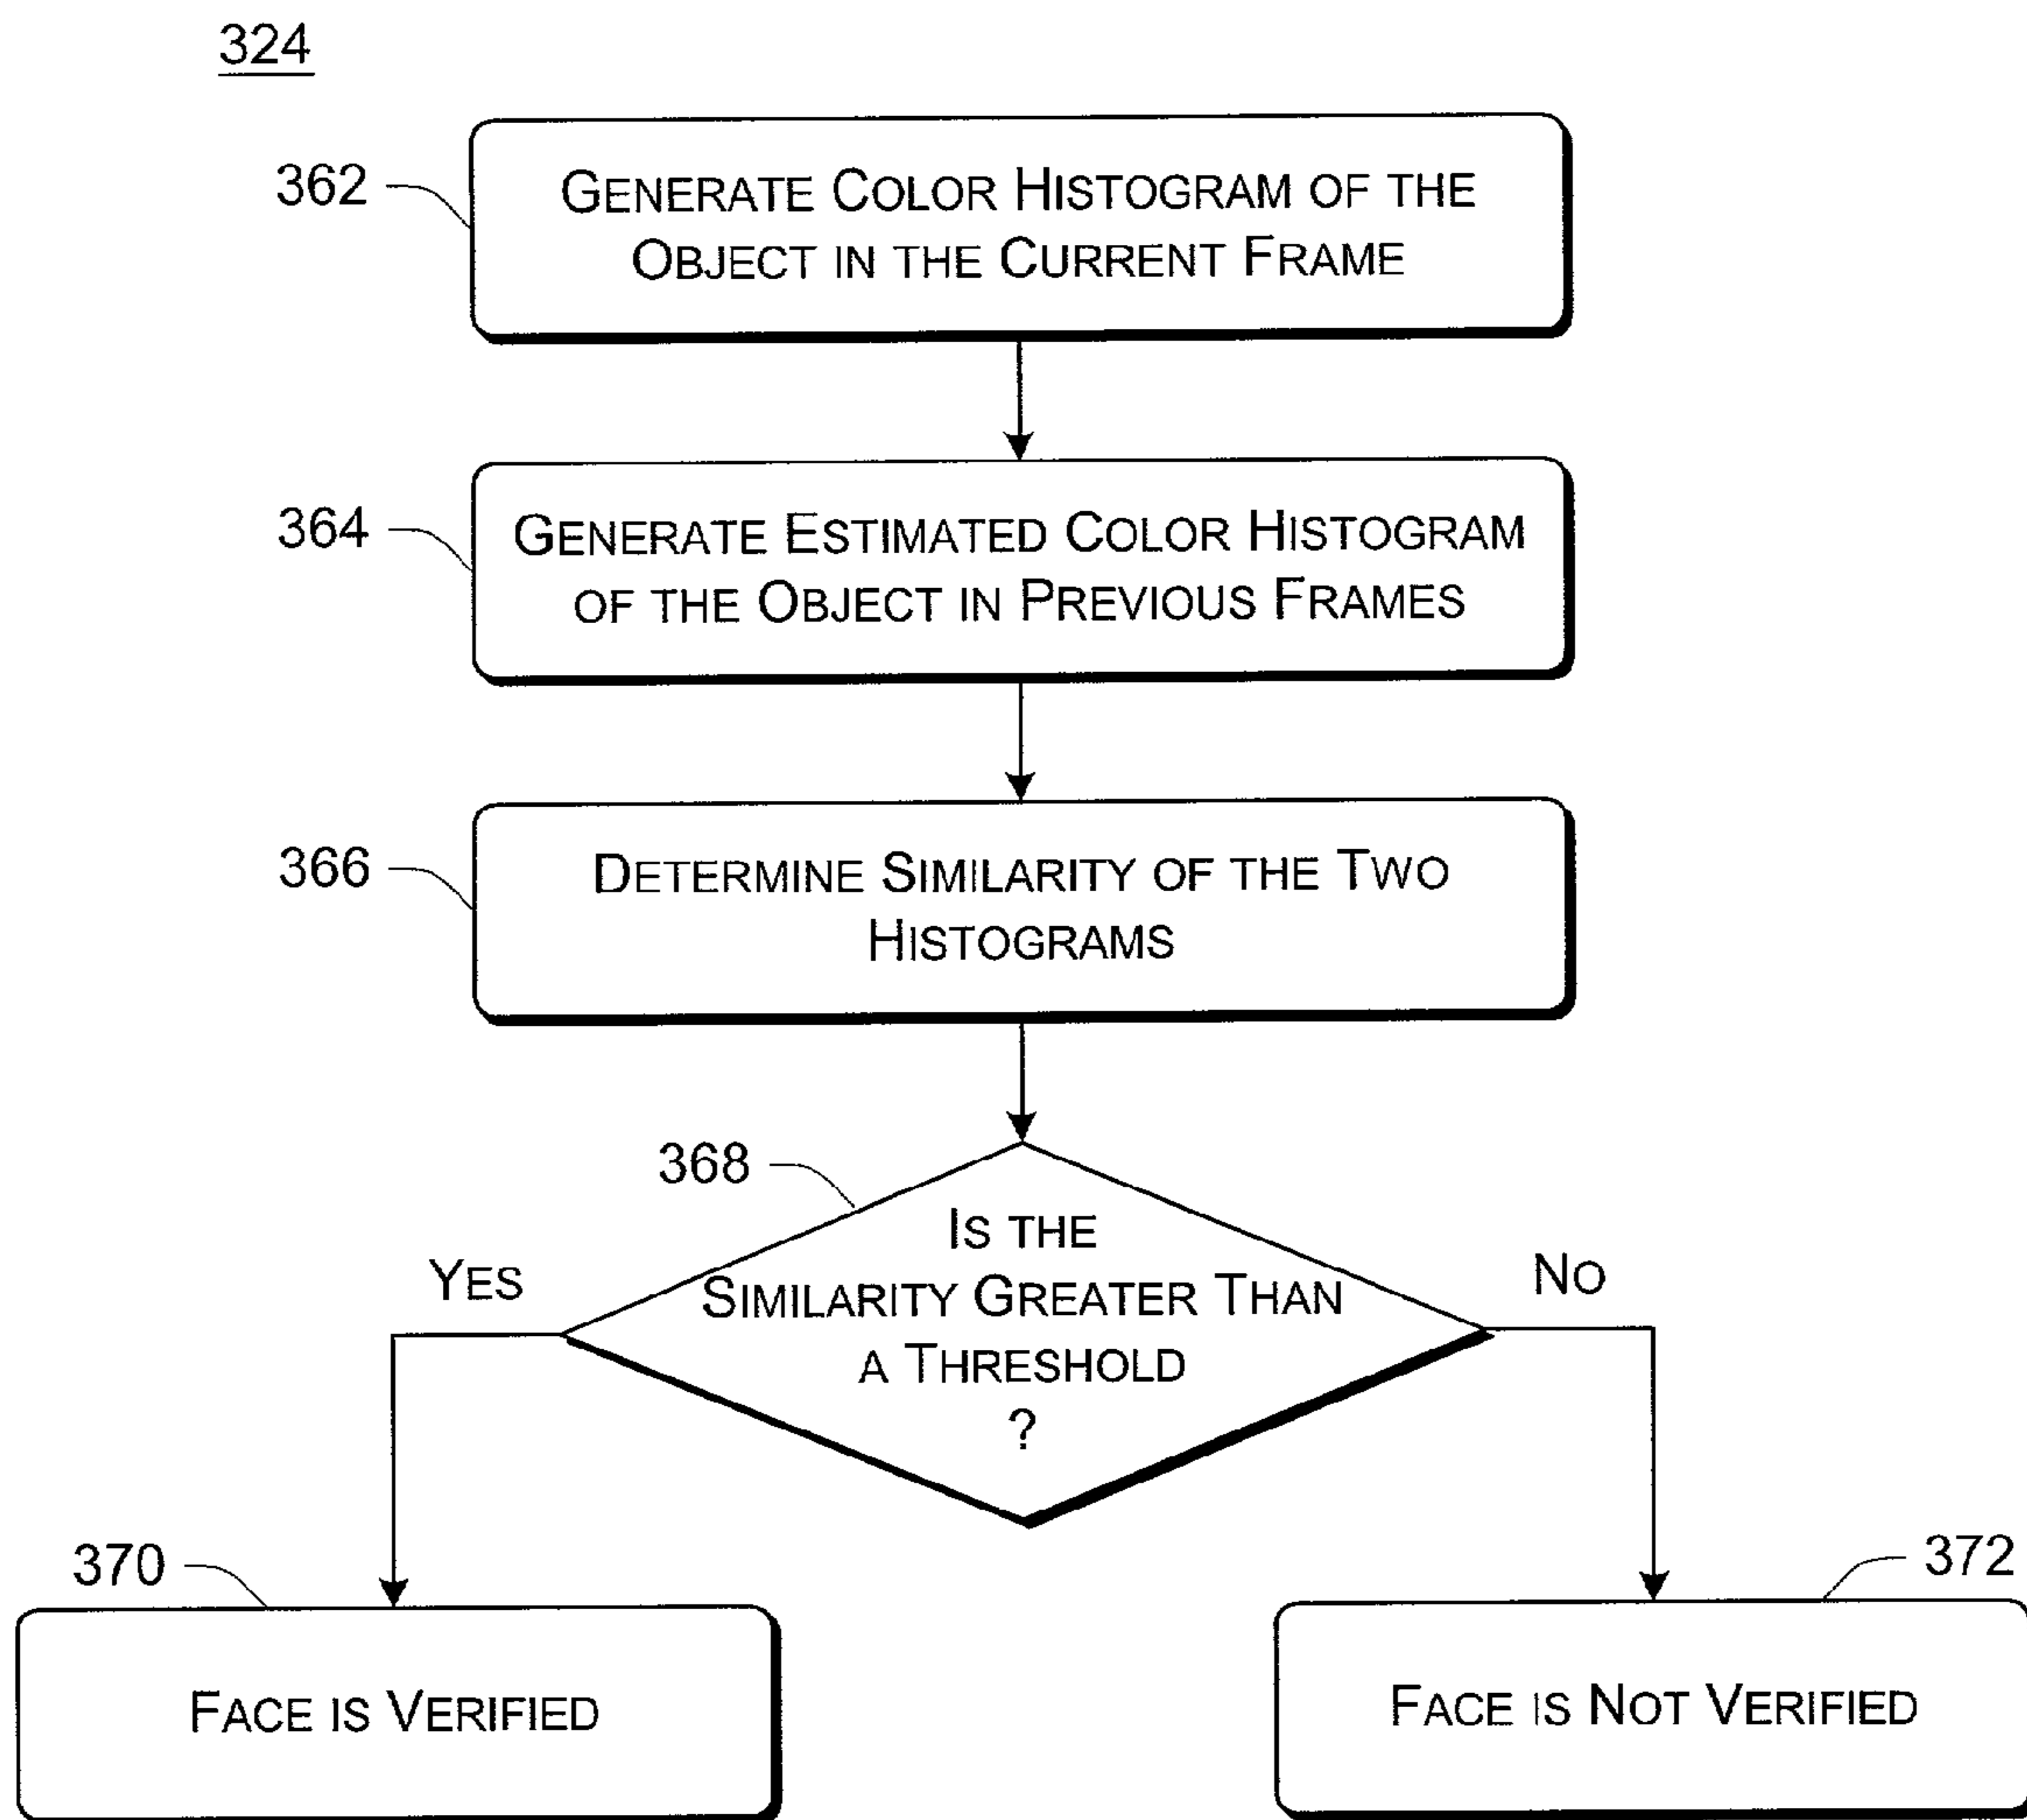 324
362
GENERATE COLOR HISTOGRAM OF THE
OBJECT IN THE CURRENT FRAME
364
GENERATE ESTIMATED COLOR HISTOGRAM
OF THE OBJECT IN PREVIOUS FRAMES
366
DETERMINE SIMILARITY OF THE TWO
HISTOGRAMS
368
IS THE
SIMILARITY GREATER THAN
A THRESHOLD
?
YES
NO
370
FACE IS VERIFIED
372
FACE IS NOT VERIFIED